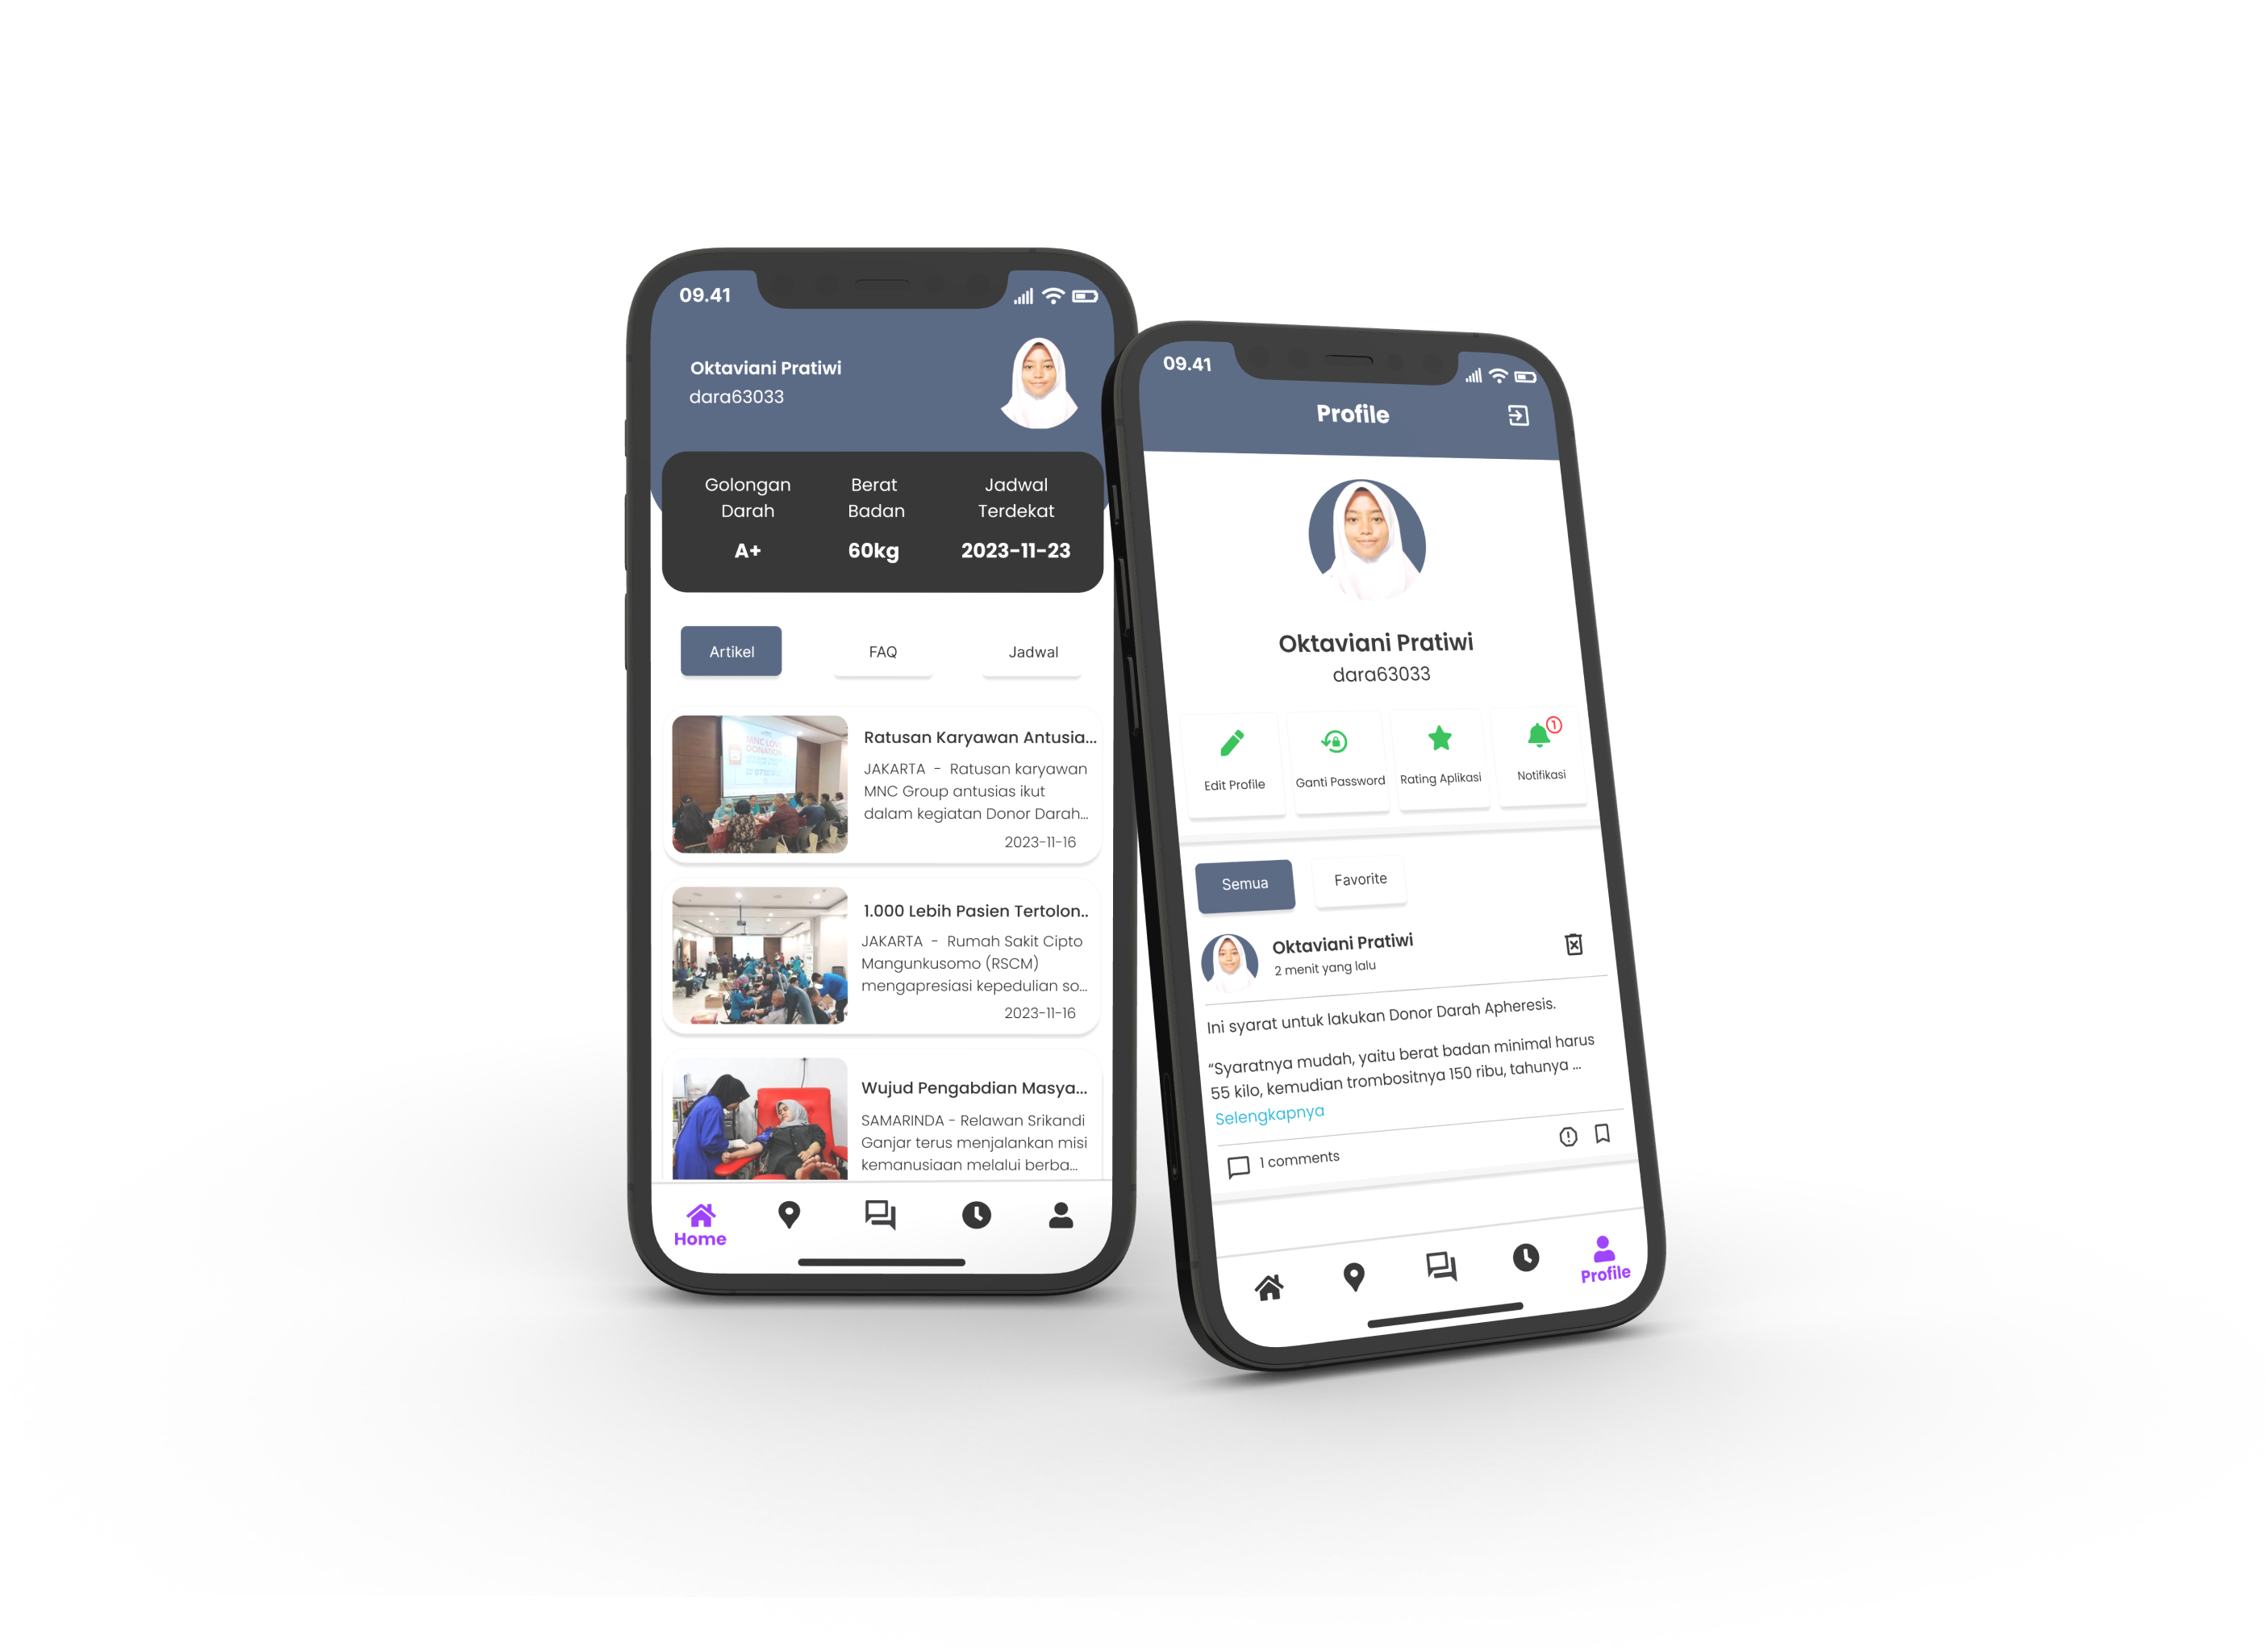 09.41
Oktaviani Pratiwi
dara63033
Golongan Darah
Berat Badan
Jadwal Terdekat
A+
60kg
2023-11-23
Artikel
FAQ
Jadwal
MNC LOVE
DONATION
Ratusan Karyawan Antusia...
JAKARTA - Ratusan karyawan
MNC Group antusias ikut
dalam kegiatan Donor Darah...
2023-11-16
1.000 Lebih Pasien Tertolon..
JAKARTA - Rumah Sakit Cipto
Mangunkusomo (RSCM)
mengapresiasi kepedulian so...
2023-11-16
Wujud Pengabdian Masya...
SAMARINDA - Relawan Srikandi
Ganjar terus menjalankan misi
kemanusiaan melalui berba...
Home
09.41
Profile
Oktaviani Pratiwi
dara63033
1
Edit Profile
Ganti Password
Rating Aplikasi
Notifikasi
Semua
Favorite
Oktaviani Pratiwi
2 menit yang lalu
Ini syarat untuk lakukan Donor Darah Apheresis.
“Syaratnya mudah, yaitu berat badan minimal harus
55 kilo, kemudian trombositnya 150 ribu, tahunya ...
Selengkapnya
1 comments
Profile